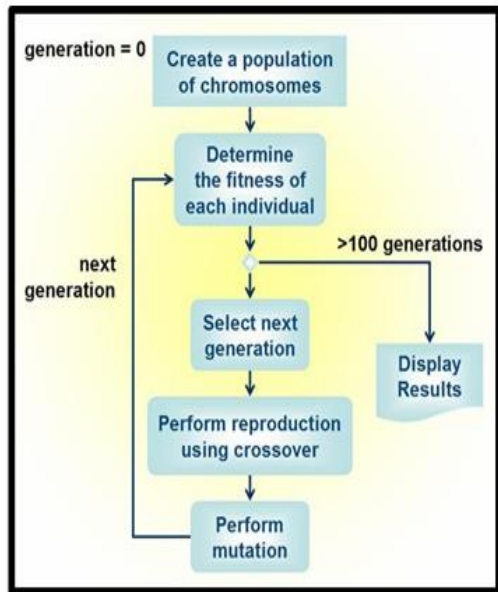 generation = 0
Create a population
of chromosomes
Determine
the fitness of
each individual
>100 generations
next
generation
Select next
generation
Display
Results
Perform reproduction
using crossover
Perform
mutation